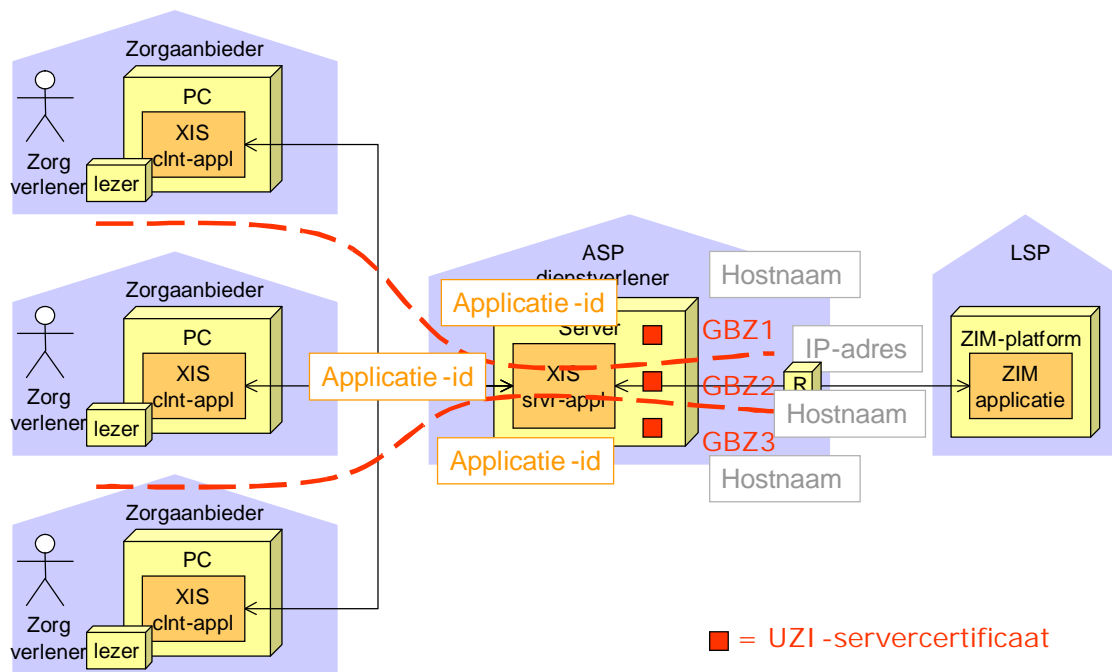 Zorgaanbieder
PC
XIS
clnt-appl
lezer
Zorg
verlener
Zorgaanbieder
PC
XIS
clnt-appl
lezer
Zorg
verlener
Zorgaanbieder
PC
XIS
clnt-appl
lezer
Zorg
verlener
ASP
dienstverlener
Applicatie -id
Server
Applicatie -id
XIS
srvr-appl
Applicatie -id
Hostnaam
GBZ1
IP-adres
GBZ2
R
Hostnaam
GBZ3
Hostnaam
LSP
ZIM-platform
ZIM
applicatie
= UZI -servercertificaat